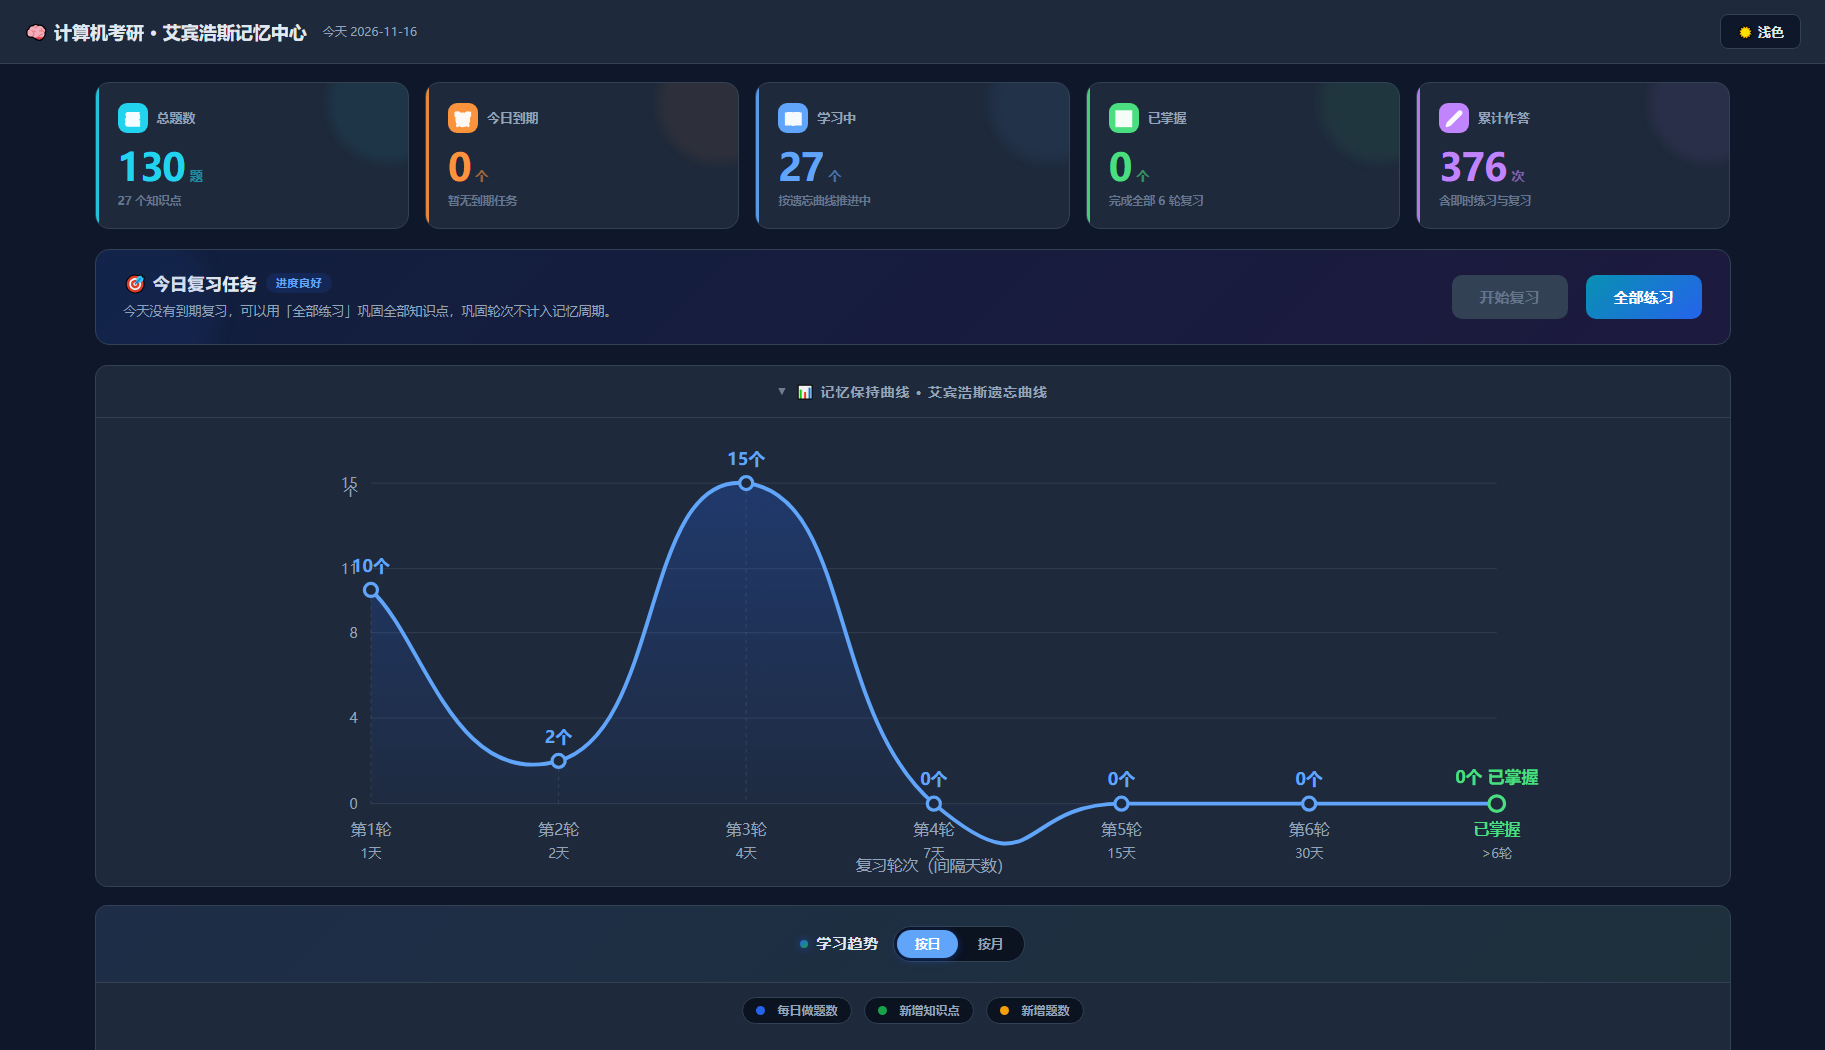 计算机考研 • 艾宾浩斯记忆中心 今天 2026-11-16
浅色
总题数
130 题
27 个知识点
今日到期
0 个
暂无到期任务
学习中
27 个
按遗忘曲线推进中
已掌握
0 个
完成全部 6 轮复习
累计作答
376 次
含即时练习与复习
今日复习任务 进度良好
今天没有到期复习，可以用「全部练习」巩固全部知识点，巩固轮次不计入记忆周期。
开始复习
全部练习
▼ 记忆保持曲线 • 艾宾浩斯遗忘曲线
15个
15
个
11
10个
8
4
2个
0
0个
0个
0个
0个 已掌握
第1轮
1天
第2轮
2天
第3轮
4天
第4轮
7天
第5轮
15天
第6轮
30天
已掌握
>6轮
复习轮次（间隔天数）
学习趋势 按日 按月
每日做题数 新增知识点 新增题数